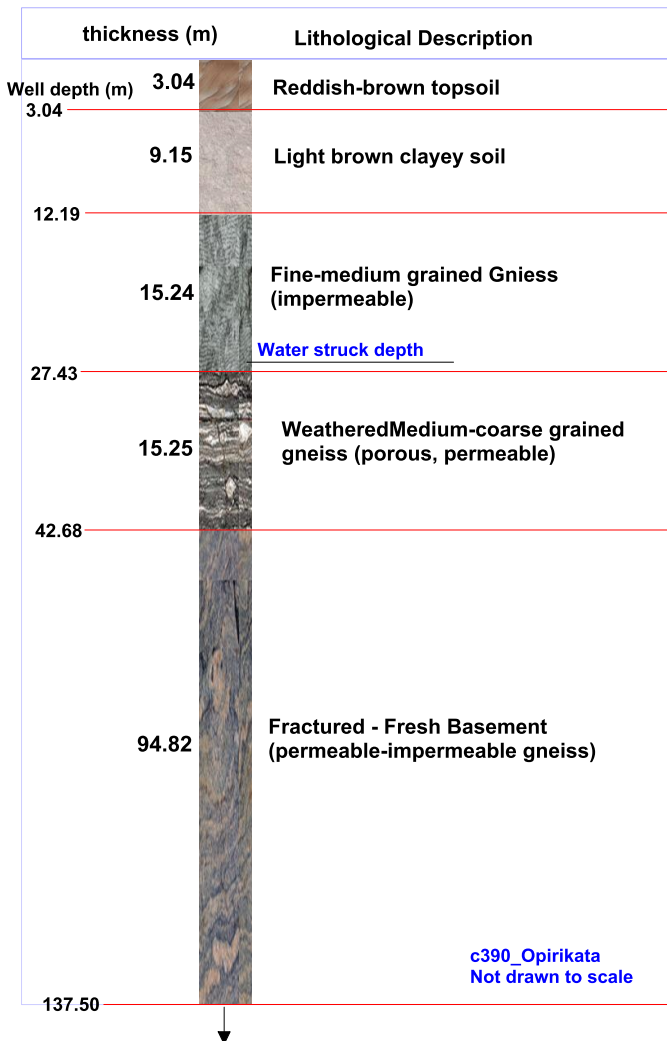 thickness (m)
Lithological Description
Well depth (m)
3.04
Reddish-brown topsoil
3.04
9.15
Light brown clayey soil
12.19
Fine-medium grained Gniess
(impermeable)
15.24
Water struck depth
27.43
WeatheredMedium-coarse grained
gneiss (porous, permeable)
15.25
42.68
Fractured - Fresh Basement
(permeable-impermeable gneiss)
94.82
c390_Opirikata
Not drawn to scale
137.50